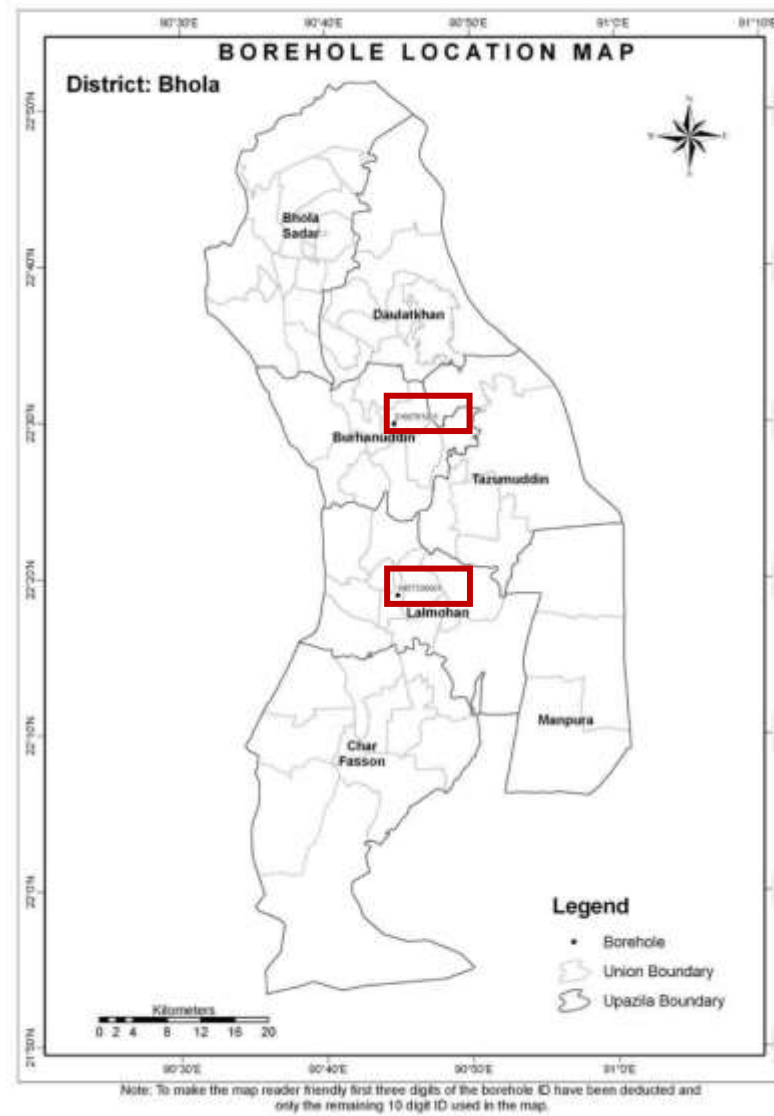 90°30'E 90°40'E 90°50'E 91°0'E 91°10'E
BOREHOLE LOCATION MAP
District: Bhola
22°50'N
Bhola
Sadar
22°40'N
Daulatkhan
22°30'N
Burhanuddin
Tazumuddin
22°20'N
Lalmohan
22°10'N
Manpura
Char
Fasson
22°0'N
Legend
Borehole
Union Boundary
Upazila Boundary
Kilometers
0 2 4 8 12 16 20
21°50'N
90°30'E 90°40'E 90°50'E 91°0'E
Note: To make the map reader friendly first three digits of the borehole ID have been deducted and
only the remaining 10 digit ID used in the map.